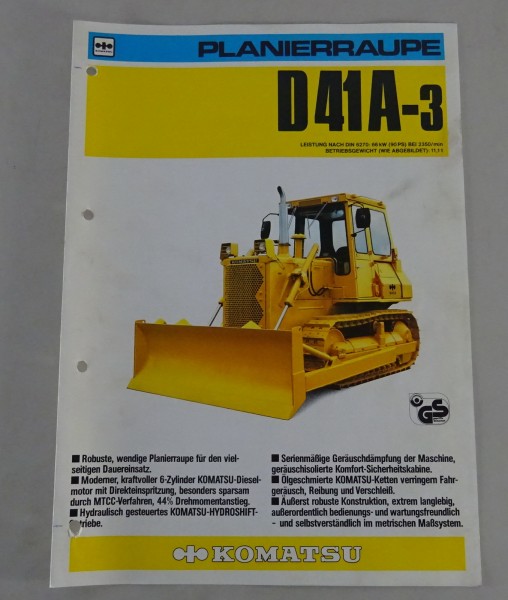 PLANIERRAUPE
D41A-3
LEISTUNG NACH DIN 6270: 66 kW (90 PS) BEI 2350/min
BETRIEBSGEWICHT (WIE ABGEBILDET): 11,1 t
KOMATSU
GS
■ Robuste, wendige Planierraupe für den viel-
seitigen Dauereinsatz.
■ Moderner, kraftvoller 6-Zylinder KOMATSU-Diesel-
motor mit Direkteinspritzung, besonders sparsam
durch MTCC-Verfahren, 44% Drehmomentanstieg.
■ Hydraulisch gesteuertes KOMATSU-HYDROSHIFT-
triebe.
■ Serienmäßige Geräuschdämpfung der Maschine,
geräuschisolierte Komfort-Sicherheitskabine.
■ Ölgeschmierte KOMATSU-Ketten verringern Fahr-
geräusch, Reibung und Verschleiß.
■ Äußerst robuste Konstruktion, extrem langlebig,
außerordentlich bedienungs- und wartungsfreundlich
- und selbstverständlich im metrischen Maßsystem.
KOMATSU